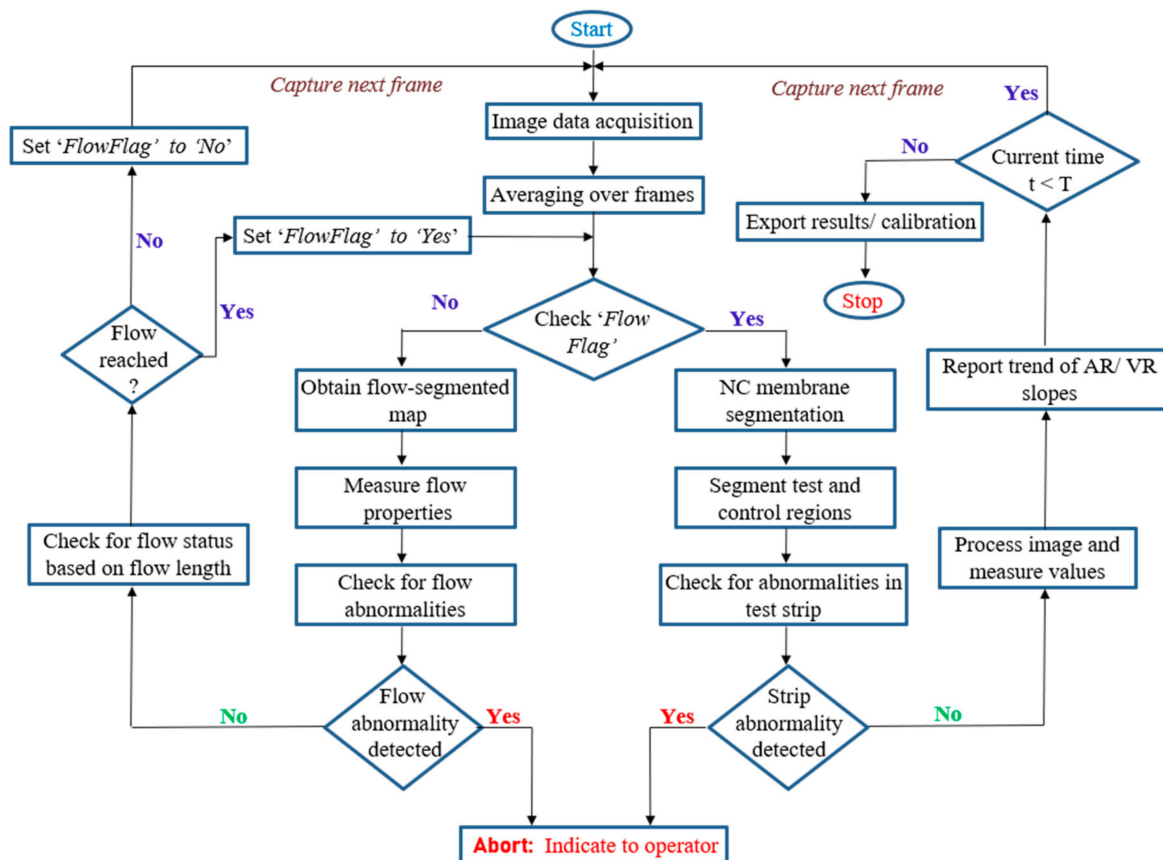 Start
Capture next frame
Capture next frame
Yes
Set ‘FlowFlag’ to ‘No’
Image data acquisition
No
Current time
t < T
Averaging over frames
Export results/ calibration
No
Set ‘FlowFlag’ to ‘Yes’
Stop
Flow
reached
?
Yes
No
Check ‘Flow
Flag’
Yes
Obtain flow-segmented
map
NC membrane
segmentation
Report trend of AR/ VR
slopes
Measure flow
properties
Segment test and
control regions
Check for flow status
based on flow length
Process image and
measure values
Check for flow
abnormalities
Check for abnormalities in
test strip
No
Flow
abnormality
detected
Yes
Yes
Strip
abnormality
detected
No
Abort: Indicate to operator